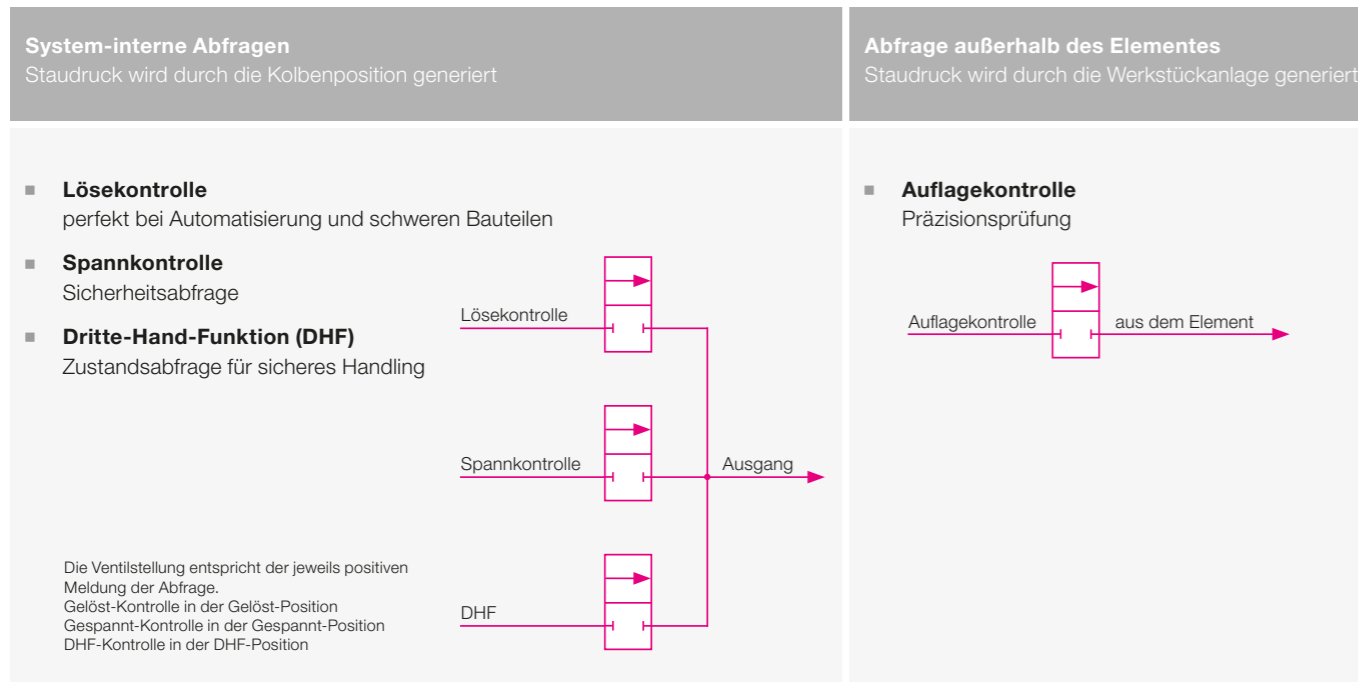 System-interne Abfragen
Staudruck wird durch die Kolbenposition generiert
Abfrage außerhalb des Elementes
Staudruck wird durch die Werkstückanlage generiert
Lösekontrolle
perfekt bei Automatisierung und schweren Bauteilen
Spannkontrolle
Sicherheitsabfrage
Dritte-Hand-Funktion (DHF)
Zustandsabfrage für sicheres Handling
Lösekontrolle
Spannkontrolle
Ausgang
DHF
Die Ventilstellung entspricht der jeweils positiven
Meldung der Abfrage.
Gelöst-Kontrolle in der Gelöst-Position
Gespannt-Kontrolle in der Gespannt-Position
DHF-Kontrolle in der DHF-Position
Auflagekontrolle
Präzisionsprüfung
Auflagekontrolle
aus dem Element